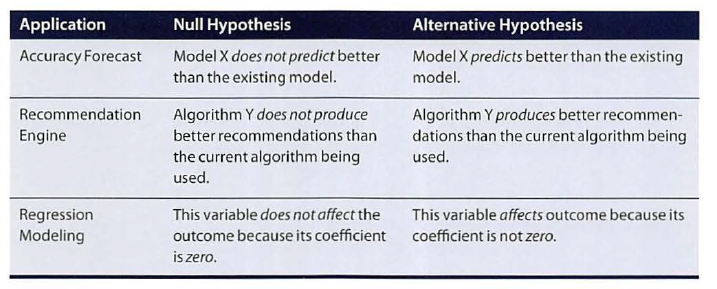 Application Null Hypothesis Alternative Hypothesis
Accuracy Forecast Model X does not predict better Model X predicts better than the existing
than the existing model. model.
Recommendation Algorithm Y does not produce Algorithm Y produces better recommen-
Engine better recommendations than dations than the current algorithm being
the current algorithm being used.
used.
Regression This variable does not affect the This variable affects outcome because its
Modeling outcome because its coefficient coefficient is not zero.
is zero.